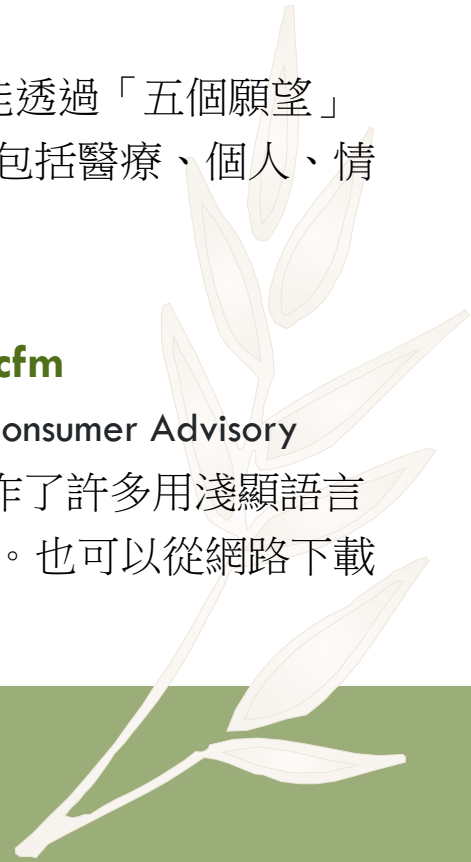 透過「五個願望」
包括醫療、個人、情
cfm
onsumer Advisory
作了許多用淺顯語言
。也可以從網路下載